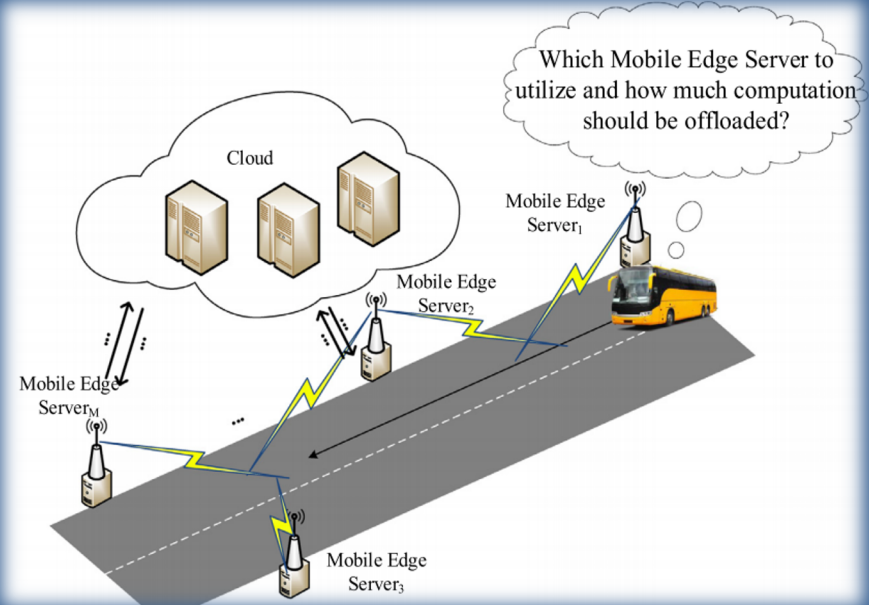 Which Mobile Edge Server to
utilize and how much computation
should be offloaded?
Cloud
Mobile Edge
Server₁
Mobile Edge
Server₂
Mobile Edge
Server_M
...
Mobile Edge
Server₃